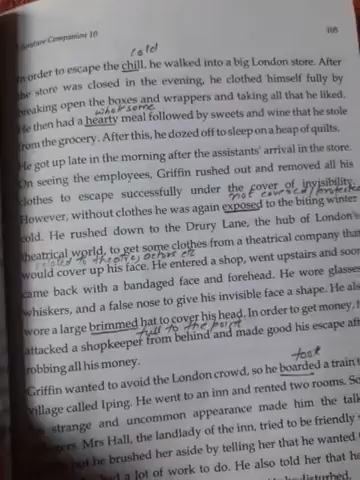 Literature Companion 10
105
cold
In order to escape the chill, he walked into a big London store. After
the store was closed in the evening, he clothed himself fully by
breaking open the boxes and wrappers and taking all that he liked.
whole some
He then had a hearty meal followed by sweets and wine that he stole
from the grocery. After this, he dozed off to sleep on a heap of quilts.
He got up late in the morning after the assistants' arrival in the store.
On seeing the employees, Griffin rushed out and removed all his
clothes to escape successfully under the cover of invisibility.
not covered/protected
However, without clothes he was again exposed to the biting winter
cold. He rushed down to the Drury Lane, the hub of London's
theatrical world, to get some clothes from a theatrical company that
related to theatre, actors etc
would cover up his face. He entered a shop, went upstairs and soon
came back with a bandaged face and forehead. He wore glasses
whiskers, and a false nose to give his invisible face a shape. He also
wore a large brimmed hat to cover his head. In order to get money, h
full to the point
attacked a shopkeeper from behind and made good his escape aft
robbing all his money.
took
Griffin wanted to avoid the London crowd, so he boarded a train t
village called Iping. He went to an inn and rented two rooms. So
strange and uncommon appearance made him the talk
Mrs Hall, the landlady of the inn, tried to be friendly
but he brushed her aside by telling her that he wanted
had a lot of work to do. He also told her that he
disturbed.